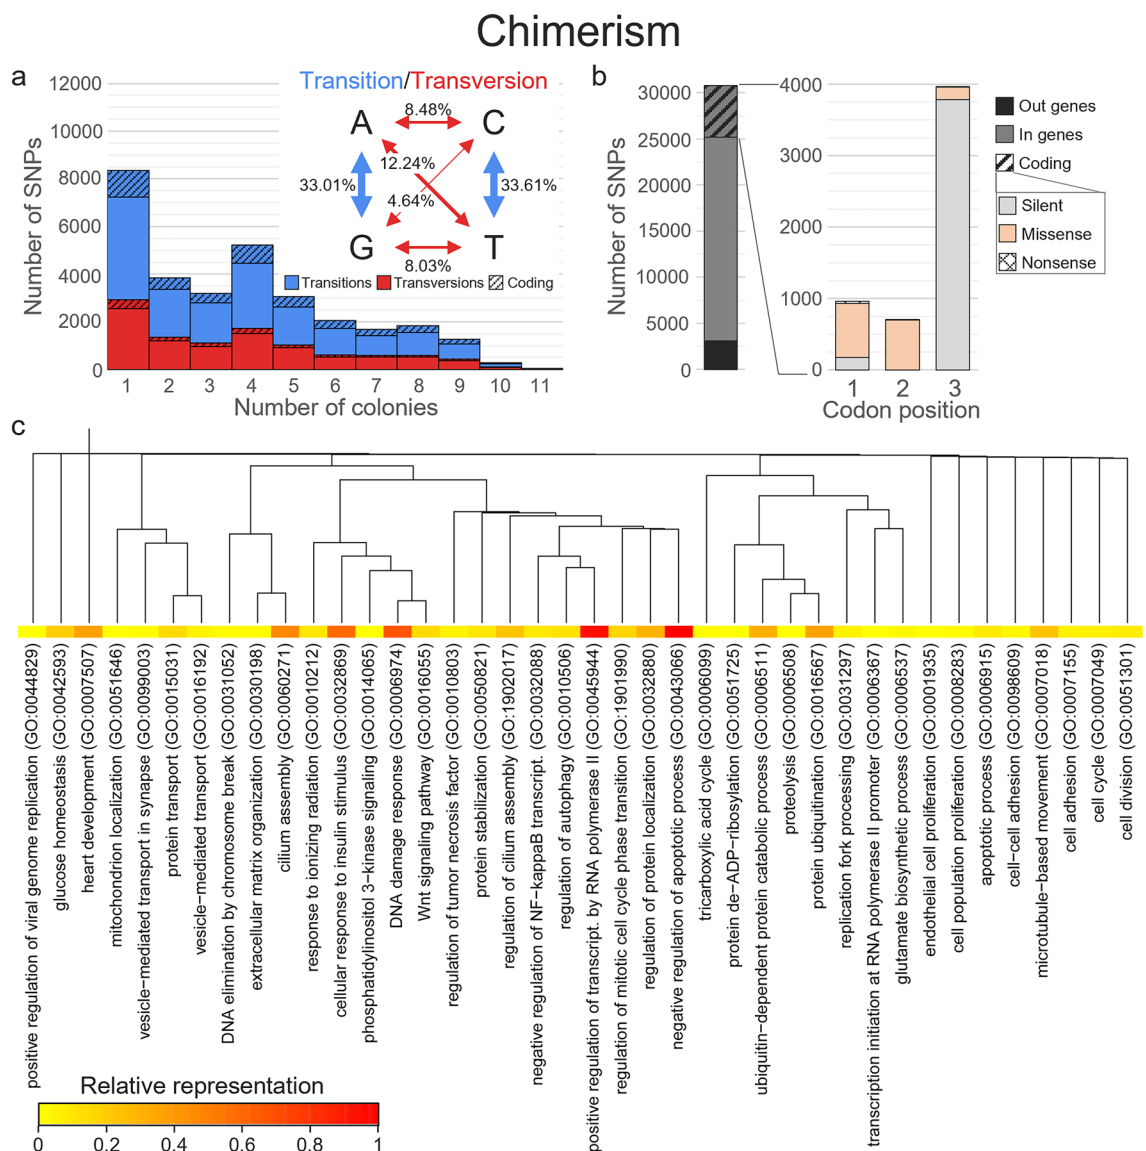 Chimerism
a
Number of SNPs
12000
10000
8000
6000
4000
2000
0
1 2 3 4 5 6 7 8 9 10 11
Number of colonies
Transition/Transversion
A 8.48% C
12.24%
33.01% 33.61%
4.64%
G T
8.03%
Transitions Transversions Coding
b
Number of SNPs
30000
25000
20000
15000
10000
5000
0
4000
3000
2000
1000
0
1 2 3
Codon position
Out genes
In genes
Coding
Silent
Missense
Nonsense
c
positive regulation of viral genome replication (GO:0044829)
glucose homeostasis (GO:0042593)
heart development (GO:0007507)
mitochondrion localization (GO:0051646)
vesicle−mediated transport in synapse (GO:0099003)
protein transport (GO:0015031)
vesicle−mediated transport (GO:0016192)
DNA elimination by chromosome break (GO:0031052)
extracellular matrix organization (GO:0030198)
cilium assembly (GO:0060271)
response to ionizing radiation (GO:0010212)
cellular response to insulin stimulus (GO:0032869)
phosphatidylinositol 3−kinase signaling (GO:0014065)
DNA damage response (GO:0006974)
Wnt signaling pathway (GO:0016055)
regulation of tumor necrosis factor (GO:0010803)
protein stabilization (GO:0050821)
regulation of cilium assembly (GO:1902017)
negative regulation of NF−kappaB transcript. (GO:0032088)
regulation of autophagy (GO:0010506)
positive regulation of transcript. by RNA polymerase II (GO:0045944)
regulation of mitotic cell cycle phase transition (GO:1901990)
regulation of protein localization (GO:0032880)
negative regulation of apoptotic process (GO:0043066)
tricarboxylic acid cycle (GO:0006099)
protein de−ADP−ribosylation (GO:0051725)
ubiquitin−dependent protein catabolic process (GO:0006511)
proteolysis (GO:0006508)
protein ubiquitination (GO:0016567)
replication fork processing (GO:0031297)
transcription initiation at RNA polymerase II promoter (GO:0006367)
glutamate biosynthetic process (GO:0006537)
endothelial cell proliferation (GO:0001935)
cell population proliferation (GO:0008283)
apoptotic process (GO:0006915)
cell−cell adhesion (GO:0098609)
microtubule−based movement (GO:0007018)
cell adhesion (GO:0007155)
cell cycle (GO:0007049)
cell division (GO:0051301)
Relative representation
0 0.2 0.4 0.6 0.8 1